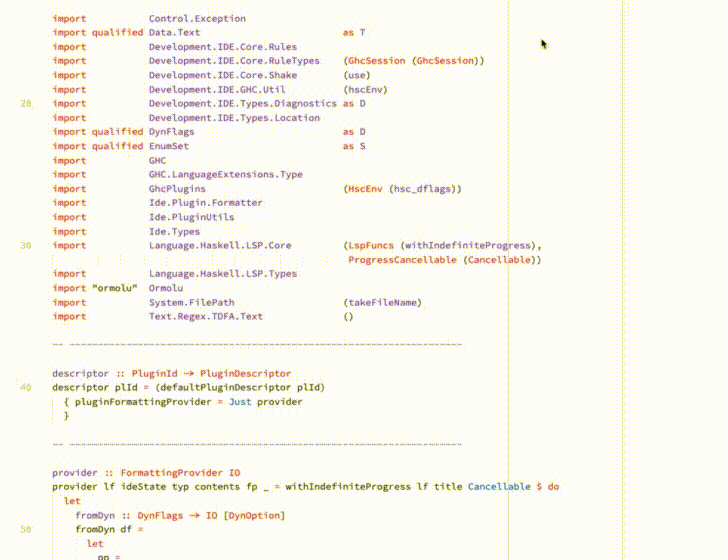 import           Control.Exception
import qualified Data.Text                        as T
import           Development.IDE.Core.Rules
import           Development.IDE.Core.RuleTypes    (GhcSession (GhcSession))
import           Development.IDE.Core.Shake        (use)
import           Development.IDE.GHC.Util          (hscEnv)
20 import           Development.IDE.Types.Diagnostics as D
import           Development.IDE.Types.Location
import qualified DynFlags                          as D
import qualified EnumSet                           as S
import           GHC
import           GHC.LanguageExtensions.Type
import           GhcPlugins                        (HscEnv (hsc_dflags))
import           Ide.Plugin.Formatter
import           Ide.PluginUtils
import           Ide.Types
30 import           Language.Haskell.LSP.Core         (LspFuncs (withIndefiniteProgress),
ProgressCancellable (Cancellable))
import           Language.Haskell.LSP.Types
import "ormolu"  Ormolu
import           System.FilePath                   (takeFileName)
import           Text.Regex.TDFA.Text              ()
descriptor :: PluginId → PluginDescriptor
40 descriptor plId = (defaultPluginDescriptor plId)
{ pluginFormattingProvider = Just provider
}
provider :: FormattingProvider IO
provider lf ideState typ contents fp _ = withIndefiniteProgress lf title Cancellable $ do
let
fromDyn :: DynFlags → IO [DynOption]
50 fromDyn df =
let
pp =